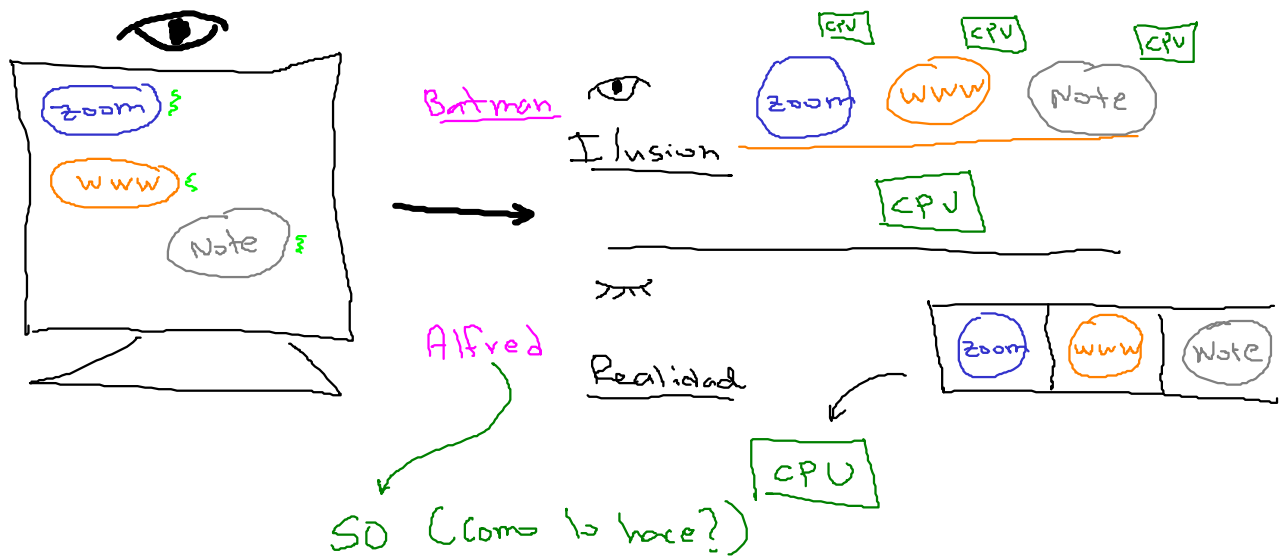 zoom
www
Note
Batman
Ilusion
CPU
CPU
CPU
zoom
www
Note
CPU
Alfred
Realidad
zoom
www
Note
CPU
SO (Como lo hace?)